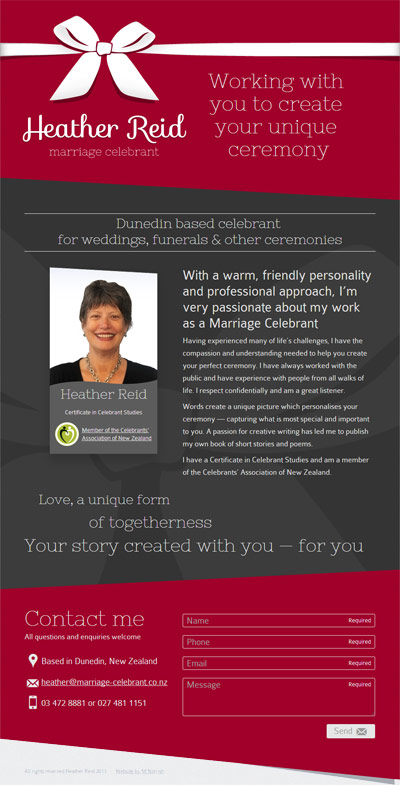 Working with
you to create
your unique
ceremony
Heather Reid
marriage celebrant
Dunedin based celebrant
for weddings, funerals & other ceremonies
With a warm, friendly personality
and professional approach, I'm
very passionate about my work
as a Marriage Celebrant
Having experienced many of life's challenges, I have the
compassion and understanding needed to help you create
your perfect ceremony. I have always worked with the
public and have experience with people from all walks of
life. I respect confidentially and am a great listener.
Words create a unique picture which personalises your
ceremony — capturing what is most special and important
to you. A passion for creative writing has led me to publish
my own book of short stories and poems.
I have a Certificate in Celebrant Studies and am a member
of the Celebrants' Association of New Zealand.
Heather Reid
Certificate in Celebrant Studies
Member of the Celebrants'
Association of New Zealand
Love, a unique form
of togetherness
Your story created with you — for you
Contact me
All questions and enquiries welcome
Based in Dunedin, New Zealand
heather@marriage-celebrant.co.nz
03 472 8881 or 027 481 1151
Name Required
Phone
Email Required
Message Required
Send
All rights reserved Heather Reid Website by